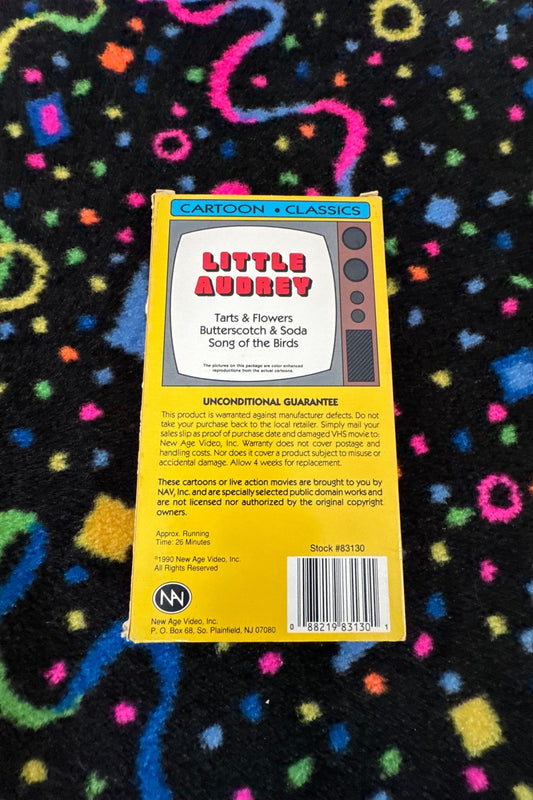 CARTOON • CLASSICS
LITTLE
AUDREY
Tarts & Flowers
Butterscotch & Soda
Song of the Birds
The pictures on this package are color enhanced
reproductions from the actual cartoons.
UNCONDITIONAL GUARANTEE
This product is warranted against manufacturer defects. Do not
take your purchase back to the local retailer. Simply mail your
sales slip as proof of purchase date and damaged VHS movie to:
New Age Video, Inc. Warranty does not cover postage and
handling costs. Nor does it cover a product subject to misuse or
accidental damage. Allow 4 weeks for replacement.
These cartoons or live action movies are brought to you by
NAV, Inc. and are specially selected public domain works and
are not licensed nor authorized by the original copyright
owners.
Approx. Running
Time: 26 Minutes
©1990 New Age Video, Inc.
All Rights Reserved
Stock #83130
0 88219 83130 1
NAV
New Age Video, Inc.
P. O. Box 68, So. Plainfield, NJ 07080